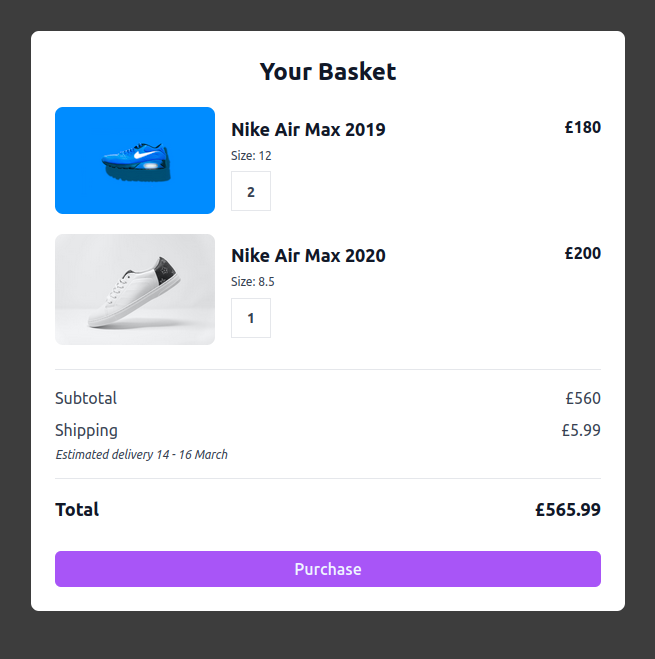 Your Basket
Nike Air Max 2019
£180
Size: 12
2
Nike Air Max 2020
£200
Size: 8.5
1
Subtotal
£560
Shipping
£5.99
Estimated delivery 14 - 16 March
Total
£565.99
Purchase